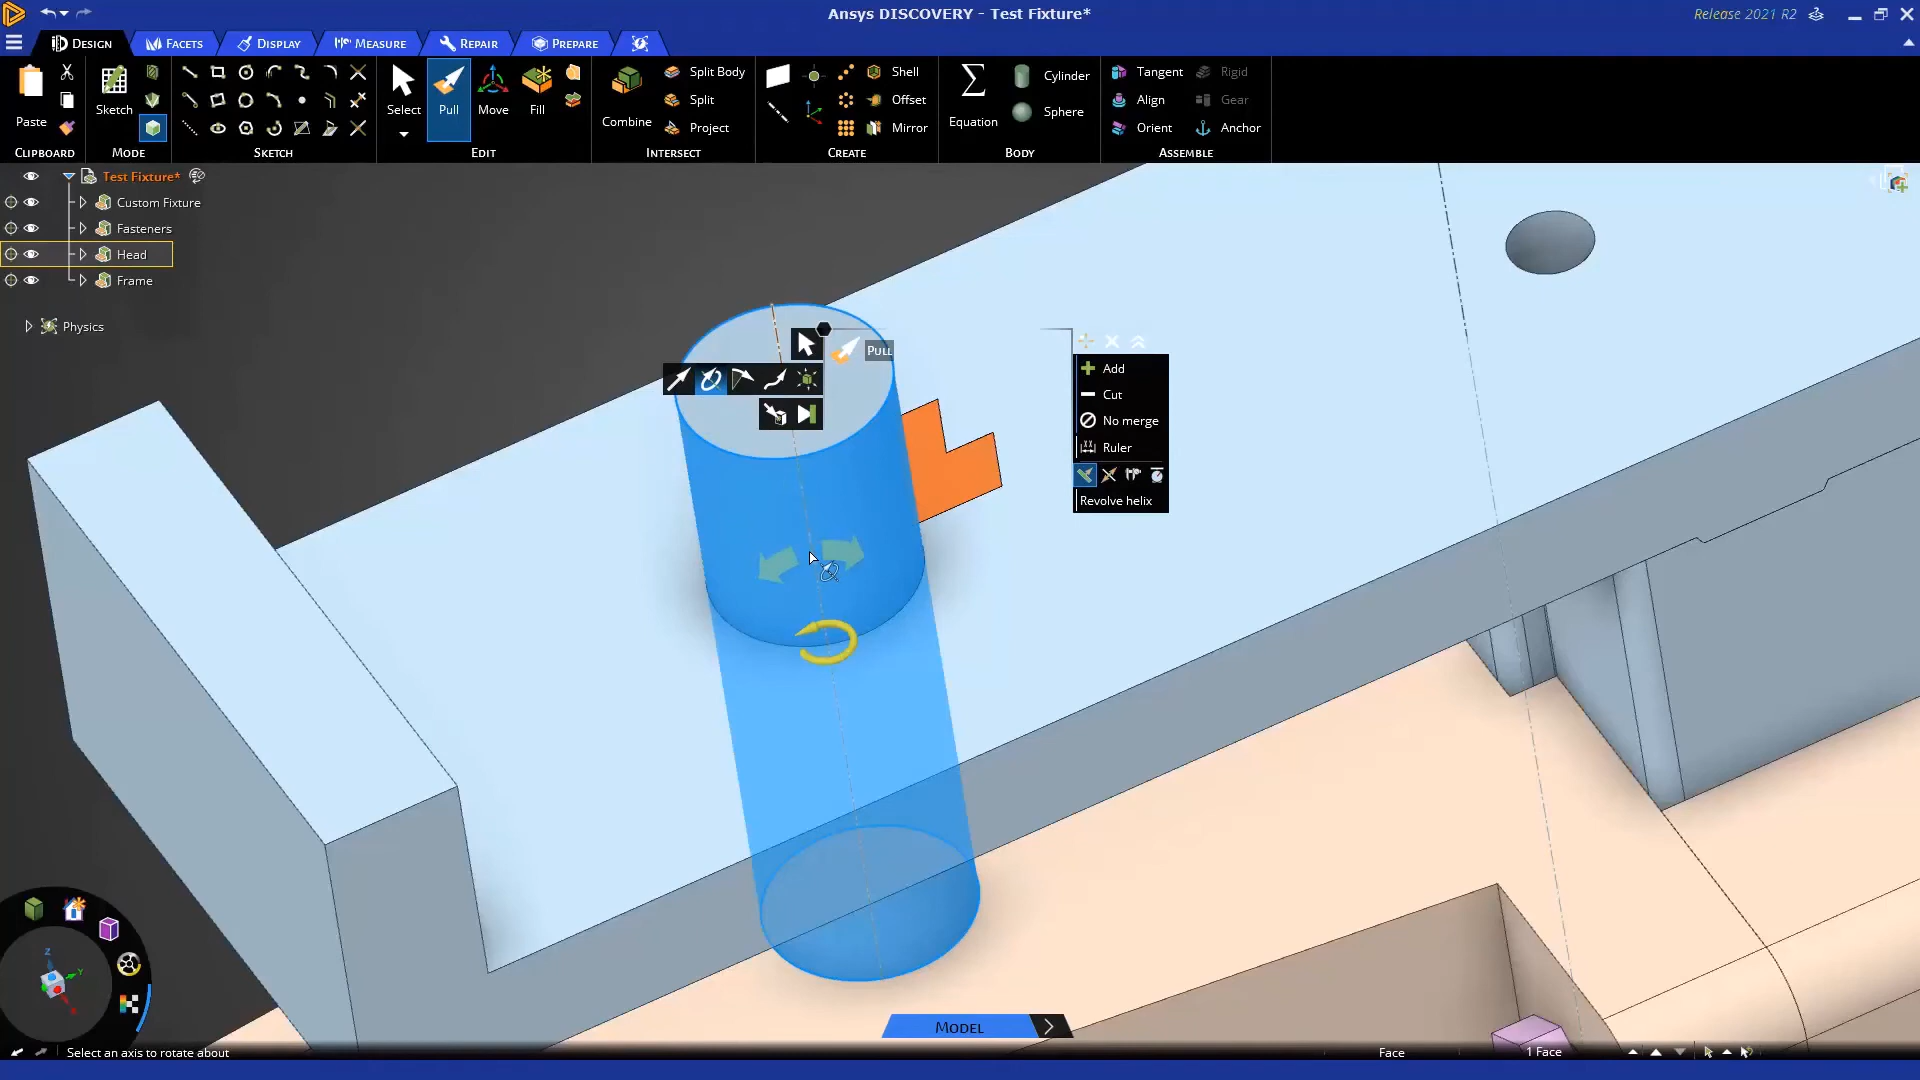 Ansys DISCOVERY - Test Fixture*
Release 2021 R2
DESIGN
FACETS
DISPLAY
MEASURE
REPAIR
PREPARE
Paste
CLIPBOARD
Sketch
MODE
SKETCH
Select
Pull
Move
Fill
EDIT
Combine
Split Body
Split
Project
INTERSECT
Shell
Offset
Mirror
CREATE
Equation
Cylinder
Sphere
BODY
Tangent
Align
Orient
Rigid
Gear
Anchor
ASSEMBLE
Test Fixture*
Custom Fixture
Fasteners
Head
Frame
Physics
PULL
Add
Cut
No merge
Ruler
Revolve helix
Z
Y
MODEL
Select an axis to rotate about
Face
1 Face